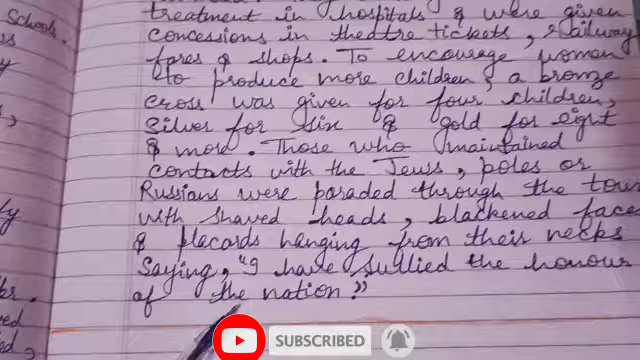 Schools.
treatment in hospitals & were given
concessions in theatre tickets, railway
fares & shops. To encourage woman
to produce more children, a bronze
cross was given for four children,
silver for six & gold for eight
& more. Those who maintained
contacts with the Jews, poles or
Russians were paraded through the town
with shaved heads, blackened face
& placards hanging from their necks
Saying, "I have sullied the honour
of the nation."
SUBSCRIBED